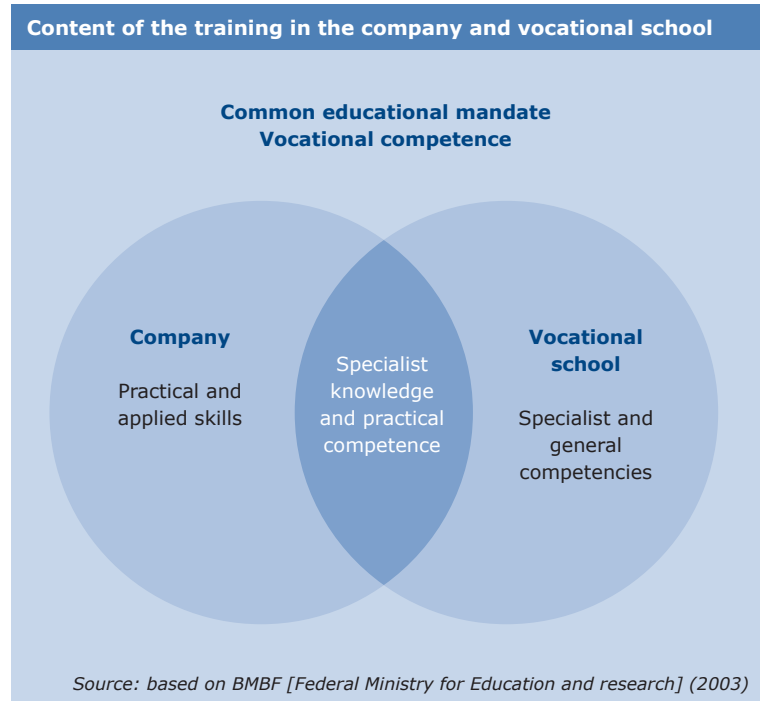 Content of the training in the company and vocational school
Common educational mandate
Vocational competence
Company
Practical and
applied skills
Specialist
knowledge
and practical
competence
Vocational
school
Specialist and
general
competencies
Source: based on BMBF [Federal Ministry for Education and research] (2003)